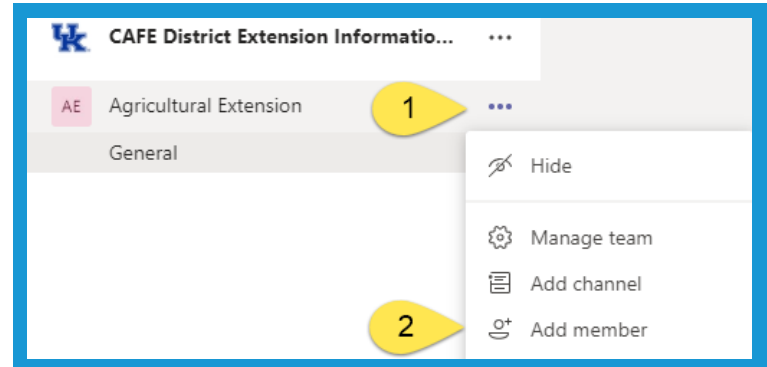 UK CAFE District Extension Informatio... ...
AE Agricultural Extension 1 ...
General
Hide
Manage team
Add channel
2 Add member